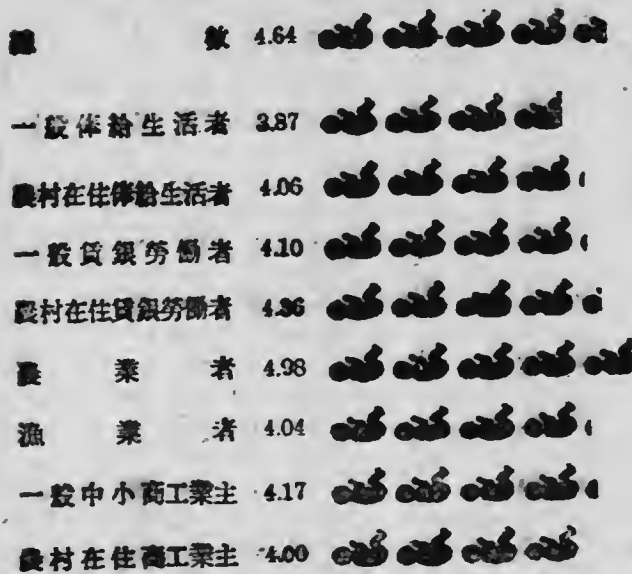 総数 4.64
一般俸給生活者 3.87
農村在住俸給生活者 4.06
一般賃銀勞働者 4.10
農村在住賃銀勞働者 4.36
農業者 4.98
漁業者 4.04
一般中小商工業主 4.17
農村在住商工業主 4.00